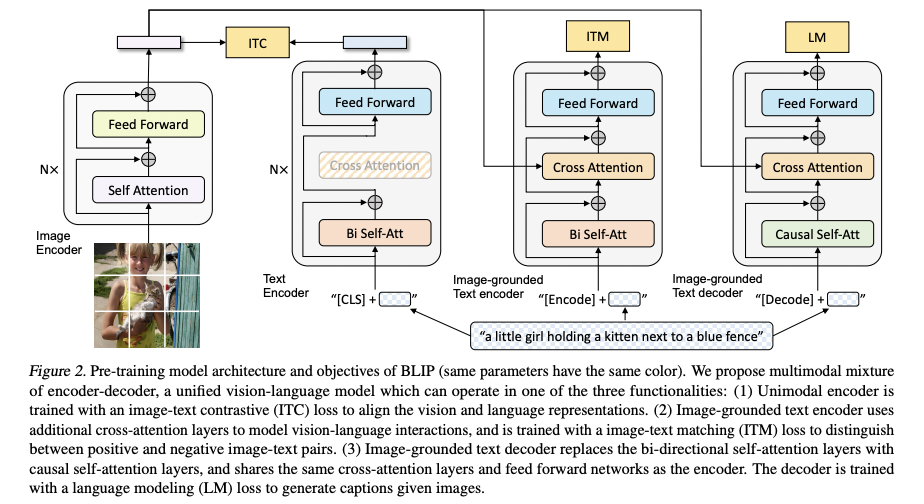 ITC
ITM
LM
Feed Forward
Self Attention
N×
Image
Encoder
Feed Forward
Cross Attention
Bi Self-Att
N×
Text
Encoder
"[CLS] + "
Feed Forward
Cross Attention
Bi Self-Att
Image-grounded
Text encoder
"[Encode] + "
Feed Forward
Cross Attention
Causal Self-Att
Image-grounded
Text decoder
"[Decode] + "
"a little girl holding a kitten next to a blue fence"
Figure 2. Pre-training model architecture and objectives of BLIP (same parameters have the same color). We propose multimodal mixture
of encoder-decoder, a unified vision-language model which can operate in one of the three functionalities: (1) Unimodal encoder is
trained with an image-text contrastive (ITC) loss to align the vision and language representations. (2) Image-grounded text encoder uses
additional cross-attention layers to model vision-language interactions, and is trained with a image-text matching (ITM) loss to distinguish
between positive and negative image-text pairs. (3) Image-grounded text decoder replaces the bi-directional self-attention layers with
causal self-attention layers, and shares the same cross-attention layers and feed forward networks as the encoder. The decoder is trained
with a language modeling (LM) loss to generate captions given images.